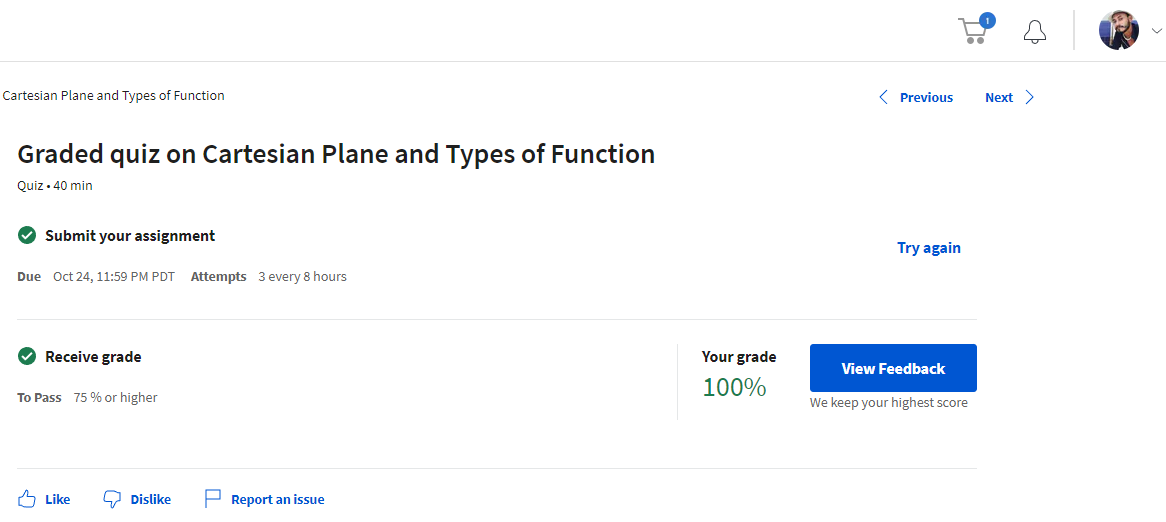 1
Cartesian Plane and Types of Function
Previous
Next
Graded quiz on Cartesian Plane and Types of Function
Quiz • 40 min
Submit your assignment
Try again
Due Oct 24, 11:59 PM PDT Attempts 3 every 8 hours
Receive grade
Your grade
View Feedback
100%
To Pass 75 % or higher
We keep your highest score
Like
Dislike
Report an issue